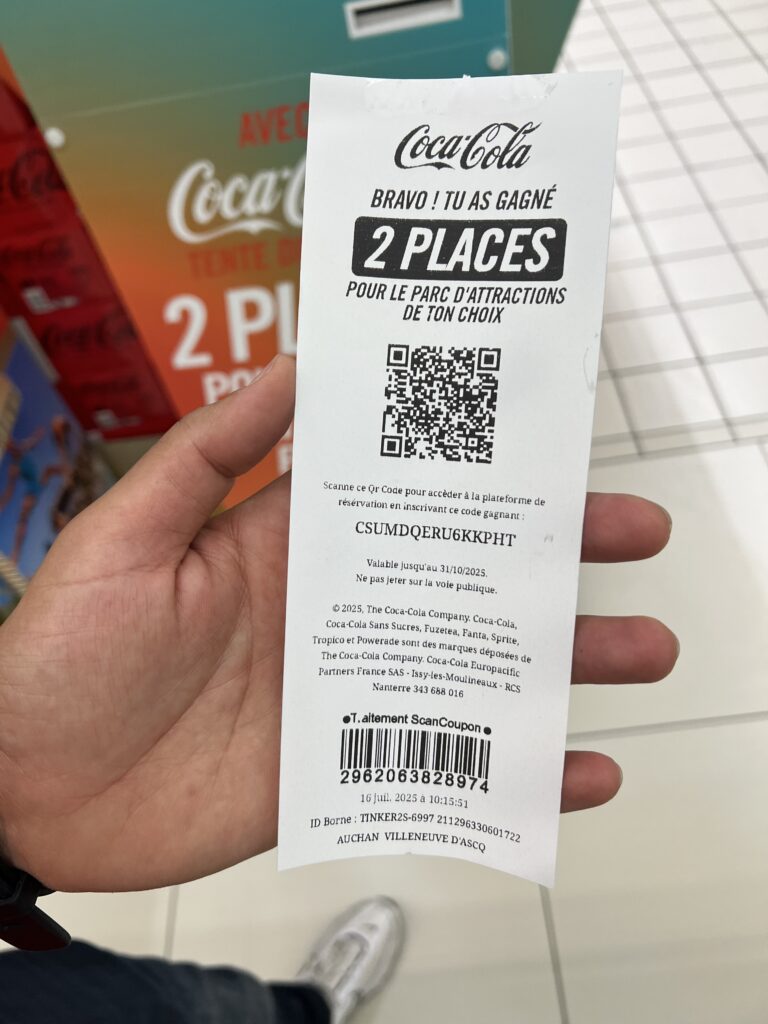 AVEC
Coca-
TENTE
2 PL
Coca-Cola
BRAVO ! TU AS GAGNÉ
2 PLACES
POUR LE PARC D'ATTRACTIONS
DE TON CHOIX
Scanne ce Qr Code pour accèder à la plateforme de
réservation en inscrivant ce code gagnant :
CSUMDQERU6KKPHT
Valable jusqu'au 31/10/2025.
Ne pas jeter sur la voie publique.
© 2025, The Coca-Cola Company. Coca-Cola,
Coca-Cola Sans Sucres, Fuzetea, Fanta, Sprite,
Tropico et Powerade sont des marques déposées de
The Coca-Cola Company. Coca-Cola Europacific
Partners France SAS - Issy-les-Moulineaux - RCS
Nanterre 343 688 016
T. aitement ScanCoupon
2962063828974
16 juil. 2025 à 10:15:51
ID Borne : TINKER2S-6997 211296330601722
AUCHAN VILLENEUVE D'ASCQ